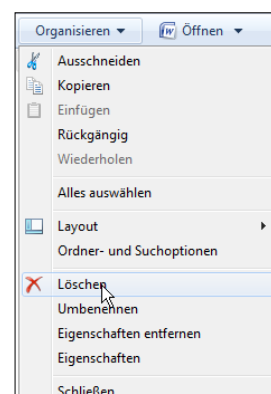 Organisieren Öffnen
Ausschneiden
Kopieren
Einfügen
Rückgängig
Wiederholen
Alles auswählen
Layout
Ordner- und Suchoptionen
Löschen
Umbenennen
Eigenschaften entfernen
Eigenschaften
Schließen